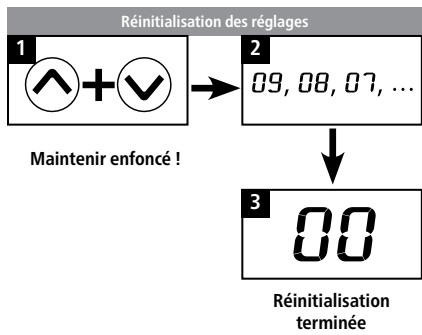 Réinitialisation des réglages
1
+
Maintenir enfoncé !
2
09, 08, 07, ...
3
00
Réinitialisation
terminée